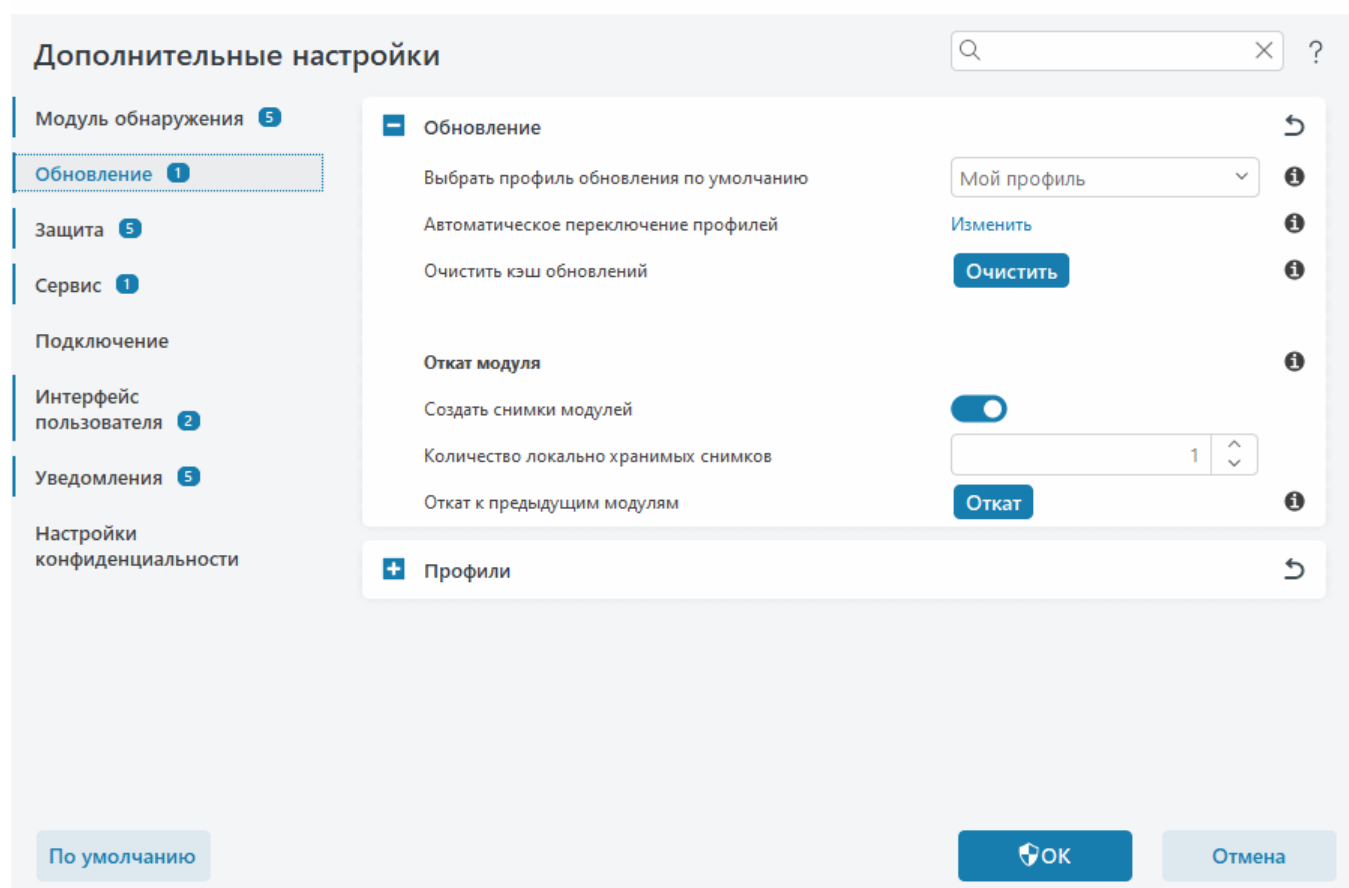 Дополнительные настройки
?
Модуль обнаружения 5
Обновление 1
Защита 5
Сервис 1
Подключение
Интерфейс
пользователя 2
Уведомления 5
Настройки
конфиденциальности
Обновление
Выбрать профиль обновления по умолчанию
Мой профиль
Автоматическое переключение профилей
Изменить
Очистить кэш обновлений
Очистить
Откат модуля
Создать снимки модулей
Количество локально хранимых снимков
1
Откат к предыдущим модулям
Откат
Профили
По умолчанию
ОК
Отмена